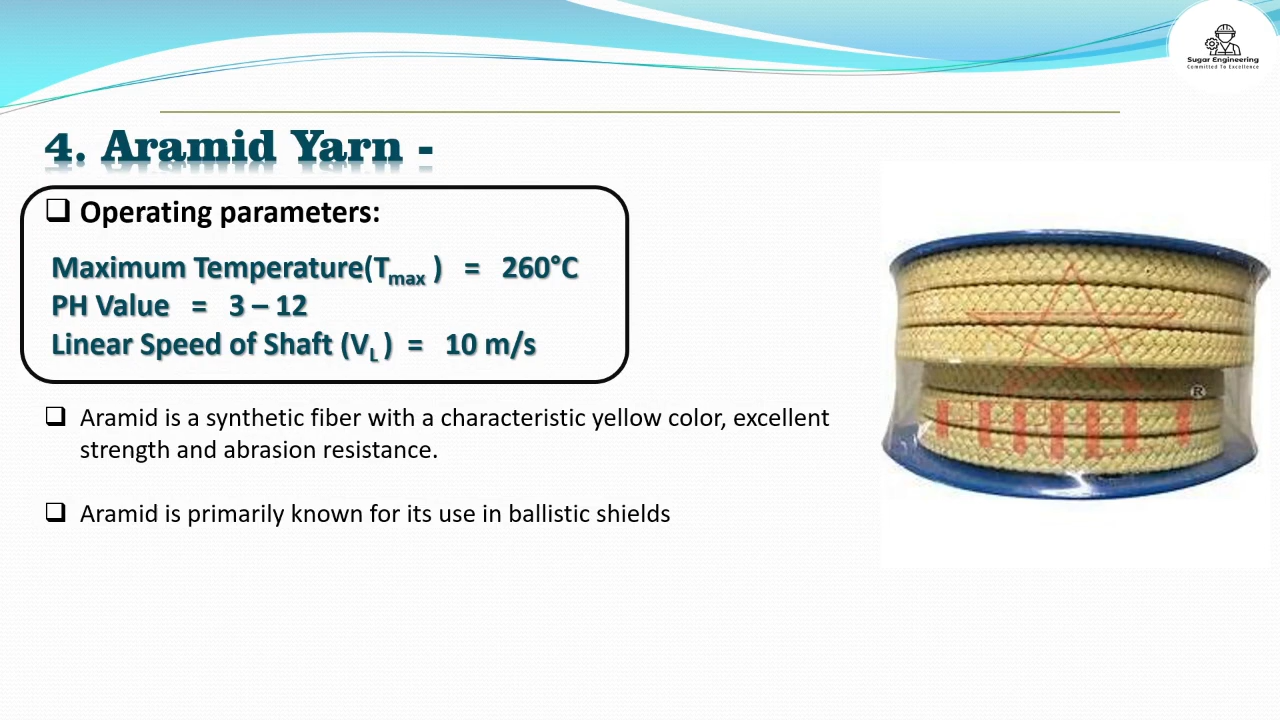 Sugar Engineering
Committed To Excellence
4. Aramid Yarn -
❑ Operating parameters:
Maximum Temperature(Tmax ) = 260°C
PH Value = 3 – 12
Linear Speed of Shaft (VL ) = 10 m/s
❑ Aramid is a synthetic fiber with a characteristic yellow color, excellent
strength and abrasion resistance.
❑ Aramid is primarily known for its use in ballistic shields
®